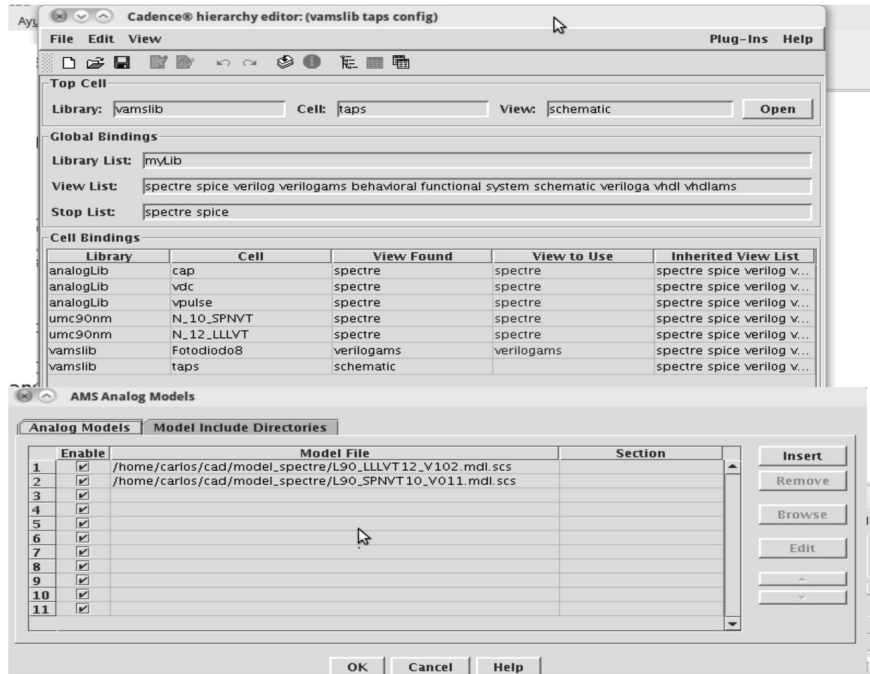 Cadence® hierarchy editor: (vamslib taps config)
File Edit View Plug-Ins Help
Top Cell
Library: vamslib Cell: taps View: schematic Open
Global Bindings
Library List: myLib
View List: spectre spice verilog verilogams behavioral functional system schematic veriloga vhdl vhdlams
Stop List: spectre spice
Cell Bindings
Library Cell View Found View to Use Inherited View List
analogLib cap spectre spectre spectre spice verilog v...
analogLib vdc spectre spectre spectre spice verilog v...
analogLib vpulse spectre spectre spectre spice verilog v...
umc90nm N_10_SPNVT spectre spectre spectre spice verilog v...
umc90nm N_12_LLLVT spectre spectre spectre spice verilog v...
vamslib Fotodiodo8 verilogams verilogams spectre spice verilog v...
vamslib taps schematic spectre spice verilog v...
AMS Analog Models
Analog Models Model Include Directories
Enable Model File Section
1 /home/carlos/cad/model_spectre/L90_LLLVT12_V102.mdl.scs
2 /home/carlos/cad/model_spectre/L90_SPNVT10_V011.mdl.scs
3
4
5
6
7
8
9
10
11
Insert
Remove
Browse
Edit
OK Cancel Help